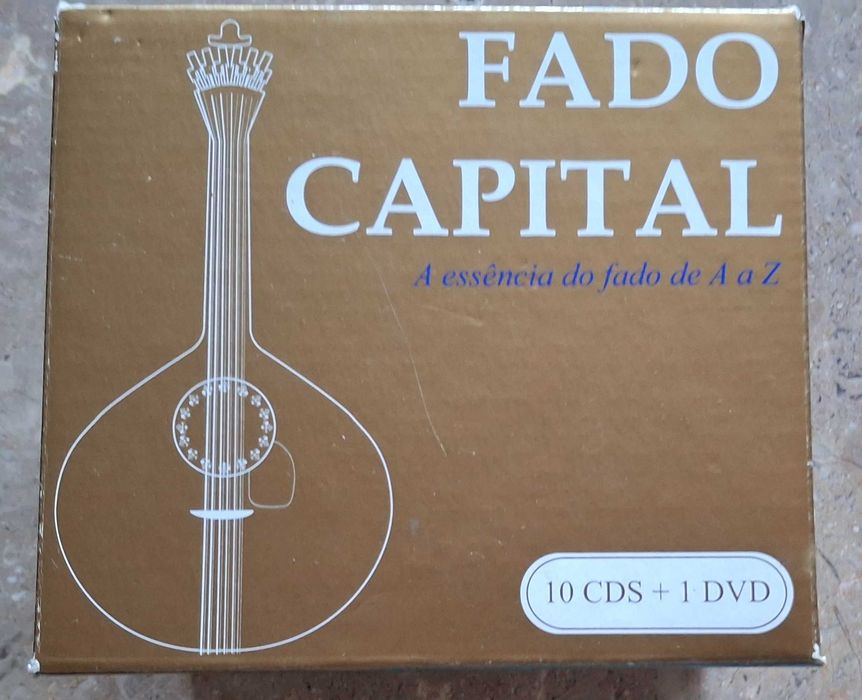 FADO
CAPITAL
A essência do fado de A a Z
10 CDS + 1 DVD